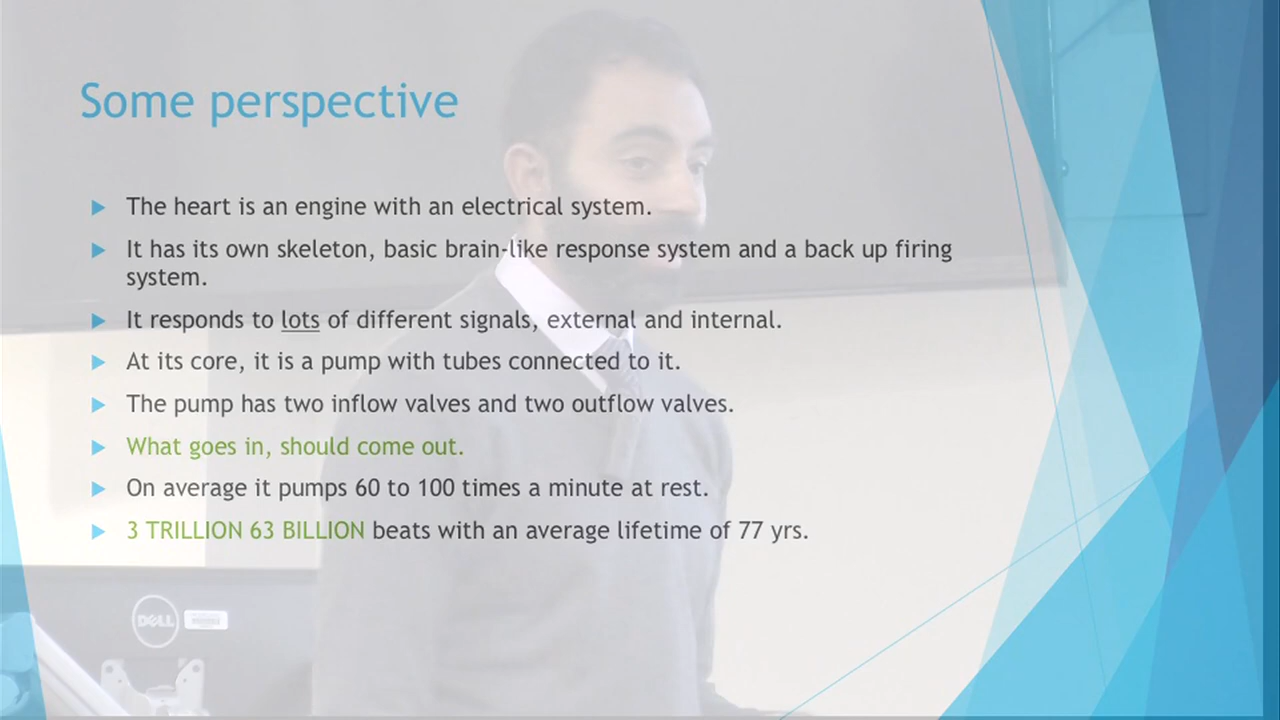 Some perspective
The heart is an engine with an electrical system.
It has its own skeleton, basic brain-like response system and a back up firing
system.
It responds to lots of different signals, external and internal.
At its core, it is a pump with tubes connected to it.
The pump has two inflow valves and two outflow valves.
What goes in, should come out.
On average it pumps 60 to 100 times a minute at rest.
3 TRILLION 63 BILLION beats with an average lifetime of 77 yrs.
DELL